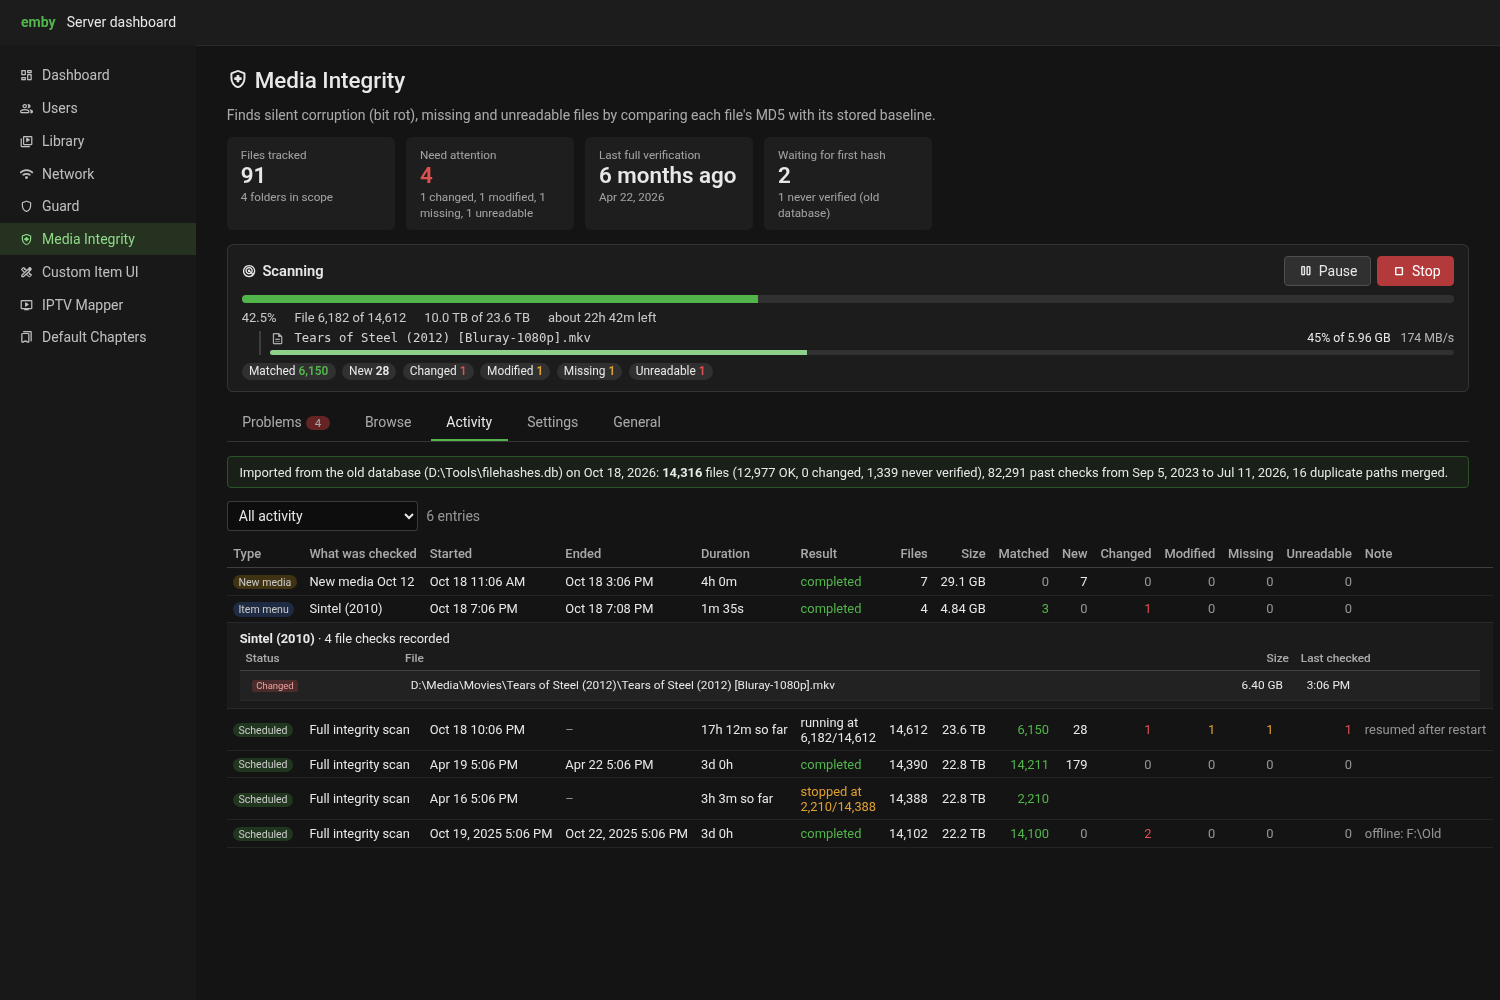 emby Server dashboard
Dashboard
Users
Library
Network
Guard
Media Integrity
Custom Item UI
IPTV Mapper
Default Chapters
Media Integrity
Finds silent corruption (bit rot), missing and unreadable files by comparing each file's MD5 with its stored baseline.
Files tracked
91
4 folders in scope
Need attention
4
1 changed, 1 modified, 1
missing, 1 unreadable
Last full verification
6 months ago
Apr 22, 2026
Waiting for first hash
2
1 never verified (old
database)
Scanning
Pause
Stop
42.5% File 6,182 of 14,612 10.0 TB of 23.6 TB about 22h 42m left
Tears of Steel (2012) [Bluray-1080p].mkv 45% of 5.96 GB 174 MB/s
Matched 6,150 New 28 Changed 1 Modified 1 Missing 1 Unreadable 1
Problems 4 Browse Activity Settings General
Imported from the old database (D:\Tools\filehashes.db) on Oct 18, 2026: 14,316 files (12,977 OK, 0 changed, 1,339 never verified), 82,291 past checks from Sep 5, 2023 to Jul 11, 2026, 16 duplicate paths merged.
All activity 6 entries
Type What was checked Started Ended Duration Result Files Size Matched New Changed Modified Missing Unreadable Note
New media New media Oct 12 Oct 18 11:06 AM Oct 18 3:06 PM 4h 0m completed 7 29.1 GB 0 7 0 0 0 0
Item menu Sintel (2010) Oct 18 7:06 PM Oct 18 7:08 PM 1m 35s completed 4 4.84 GB 3 0 1 0 0 0
Sintel (2010) · 4 file checks recorded
Status File Size Last checked
Changed D:\Media\Movies\Tears of Steel (2012)\Tears of Steel (2012) [Bluray-1080p].mkv 6.40 GB 3:06 PM
Scheduled Full integrity scan Oct 18 10:06 PM – 17h 12m so far running at 6,182/14,612 14,612 23.6 TB 6,150 28 1 1 1 1 resumed after restart
Scheduled Full integrity scan Apr 19 5:06 PM Apr 22 5:06 PM 3d 0h completed 14,390 22.8 TB 14,211 179 0 0 0 0
Scheduled Full integrity scan Apr 16 5:06 PM – 3h 3m so far stopped at 2,210/14,388 14,388 22.8 TB 2,210
Scheduled Full integrity scan Oct 19, 2025 5:06 PM Oct 22, 2025 5:06 PM 3d 0h completed 14,102 22.2 TB 14,100 0 2 0 0 0 offline: F:\Old